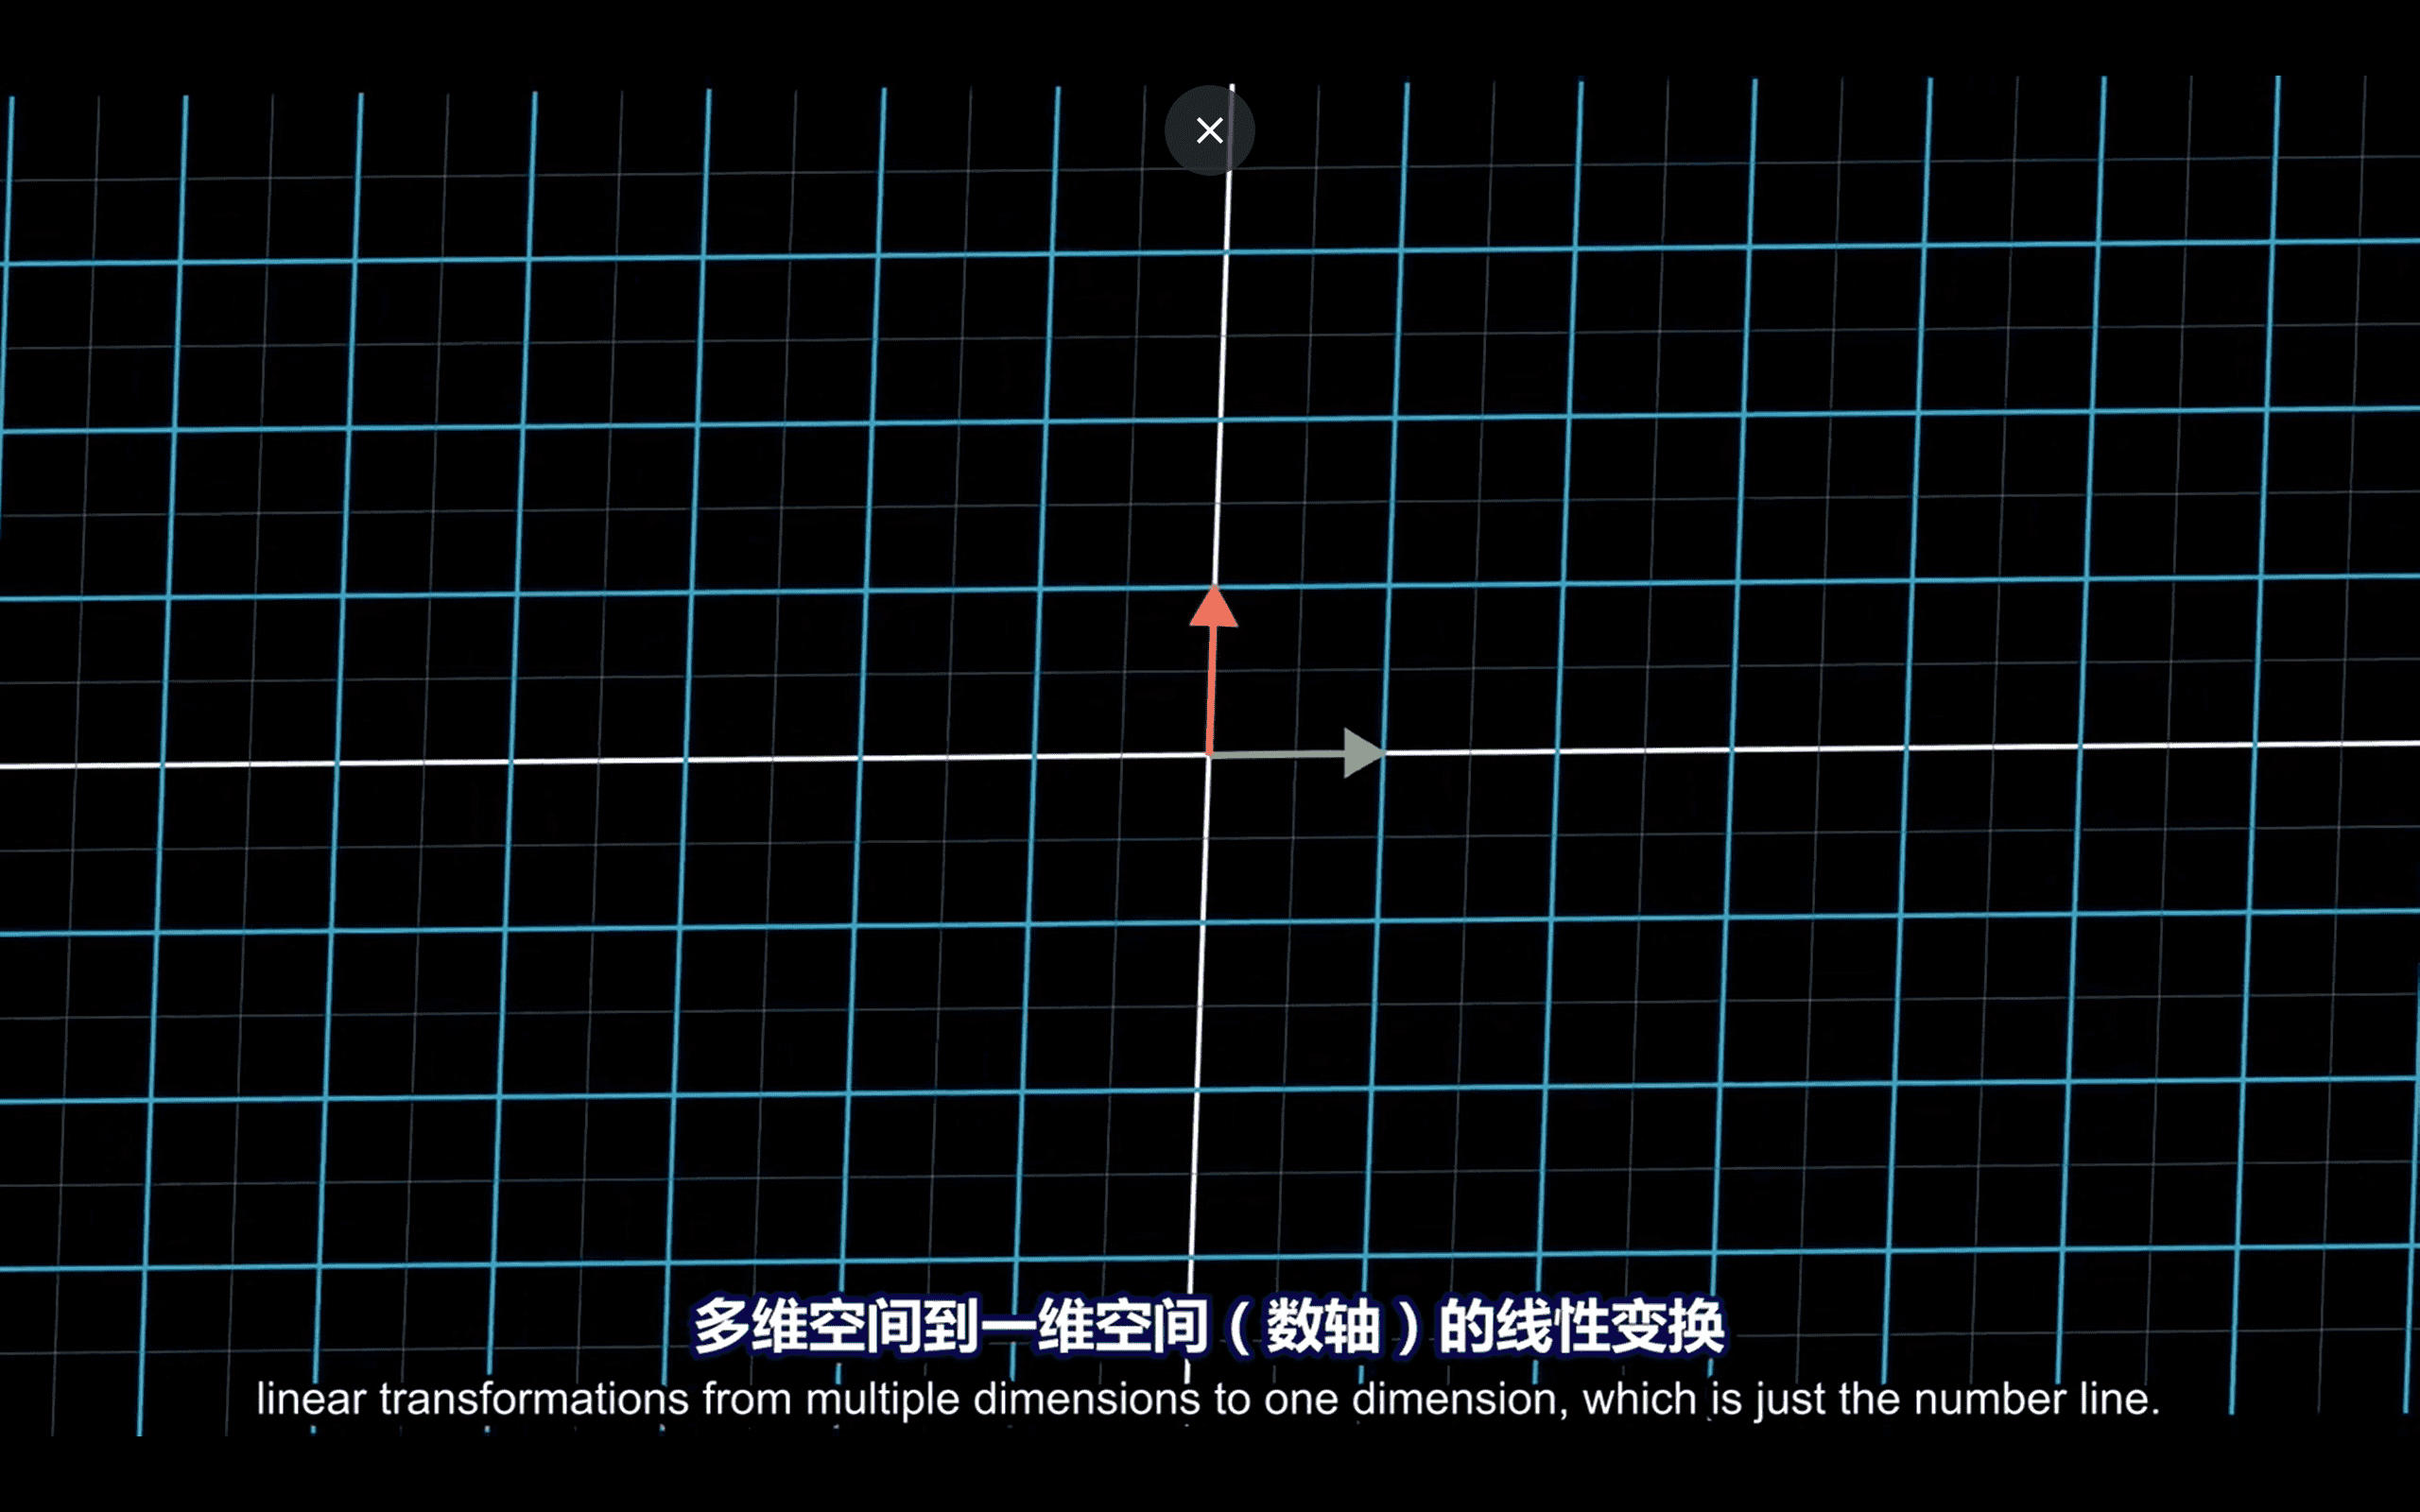 多维空间到一维空间（数轴）的线性变换
linear transformations from multiple dimensions to one dimension, which is just the number line.